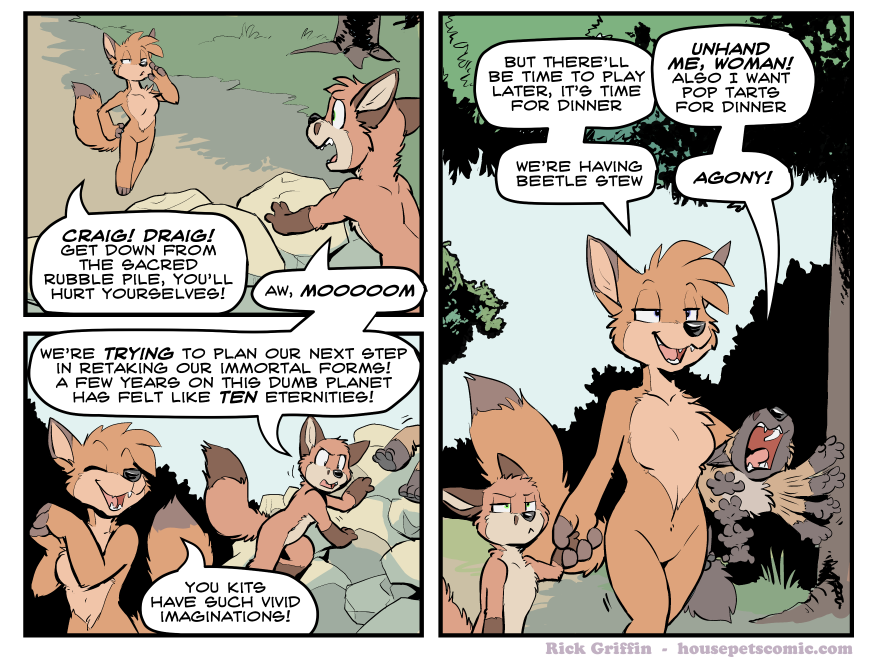 CRAIG! DRAIG!
GET DOWN FROM
THE SACRED
RUBBLE PILE, YOU'LL
HURT YOURSELVES!
AW, MOOOOOM
WE'RE TRYING TO PLAN OUR NEXT STEP
IN RETAKING OUR IMMORTAL FORMS!
A FEW YEARS ON THIS DUMB PLANET
HAS FELT LIKE TEN ETERNITIES!
YOU KITS
HAVE SUCH VIVID
IMAGINATIONS!
BUT THERE'LL
BE TIME TO PLAY
LATER, IT'S TIME
FOR DINNER
WE'RE HAVING
BEETLE STEW
UNHAND
ME, WOMAN!
ALSO I WANT
POP TARTS
FOR DINNER
AGONY!
Rick Griffin - housepetscomic.com